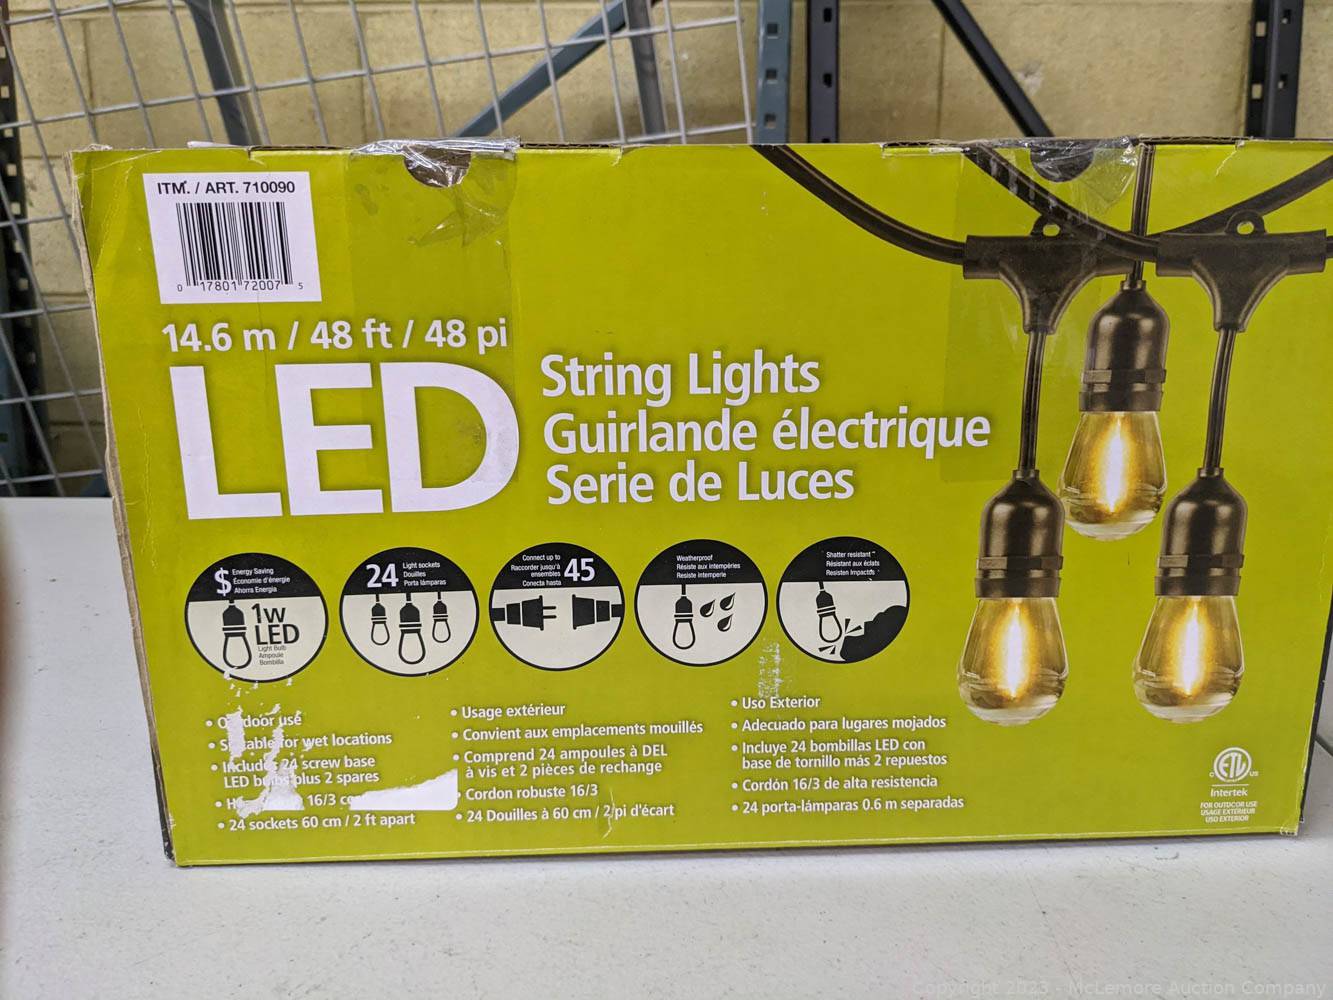 ITM. / ART. 710090
0 17801 72007 5
14.6 m / 48 ft / 48 pi
LED
String Lights
Guirlande électrique
Serie de Luces
$ Energy Saving
Économie d'énergie
Ahorra Energia
1W
LED
Light Bulb
Ampoule
Bombilla
24 Light sockets
Douilles
Porta lámparas
Connect up to
Raccorder jusqu'à
ensembles
Conecta hasta
45
Weatherproof
Résiste aux intempéries
Resiste intemperie
Shatter resistant
Résistant aux éclats
Resisten Impactos
• use
• for wet locations
• Includes 24 screw base
LED bulbs plus 2 spares
• 16/3
• 24 sockets 60 cm / 2 ft apart
• Usage extérieur
• Convient aux emplacements mouillés
• Comprend 24 ampoules à DEL
à vis et 2 pièces de rechange
• Cordon robuste 16/3
• 24 Douilles à 60 cm / 2 pi d'écart
• Uso Exterior
• Adecuado para lugares mojados
• Incluye 24 bombillas LED con
base de tornillo más 2 repuestos
• Cordón 16/3 de alta resistencia
• 24 porta-lámparas 0.6 m separadas
C ETL US
Intertek
FOR OUTDOOR USE
USAGE EXTÉRIEUR
USO EXTERIOR
Copyright 2023 - McLemore Auction Company